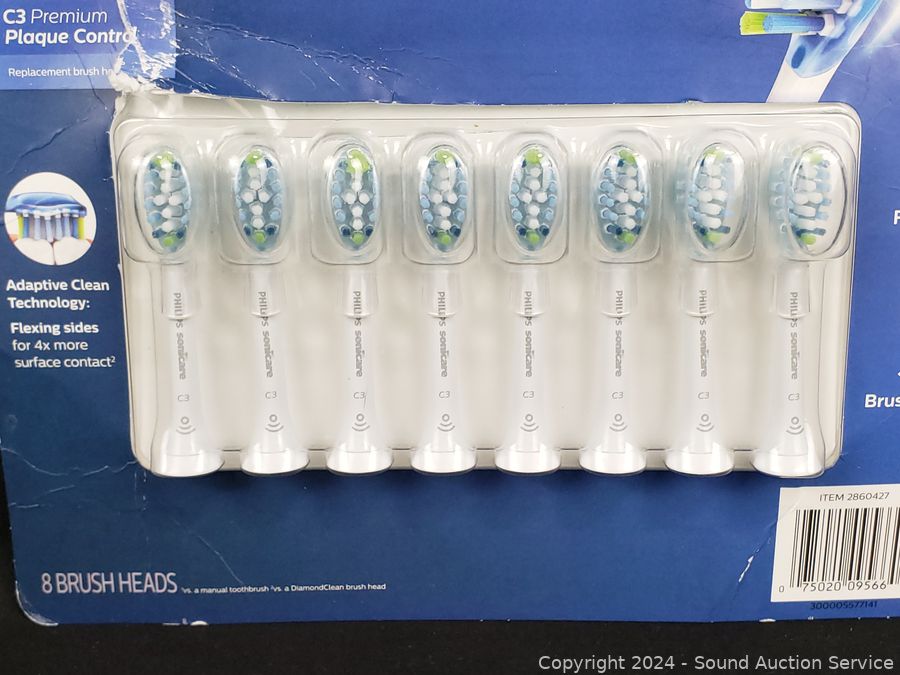 C3 Premium
Plaque Control
Replacement brush
Adaptive Clean
Technology:
Flexing sides
for 4x more
surface contact²
PHILIPS sonicare
C3
PHILIPS sonicare
C3
PHILIPS sonicare
C3
PHILIPS sonicare
C3
PHILIPS sonicare
C3
PHILIPS sonicare
C3
PHILIPS sonicare
C3
PHILIPS sonicare
C3
Brus
ITEM 2860427
0 75020 09566
300005577141
8 BRUSH HEADS
¹vs. a manual toothbrush ²vs. a DiamondClean brush head
Copyright 2024 - Sound Auction Service